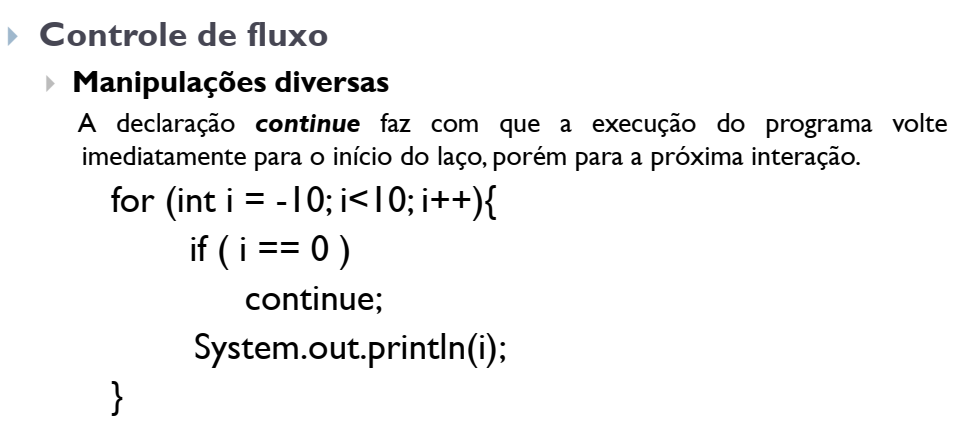 Controle de fluxo
Manipulações diversas
A declaração continue faz com que a execução do programa volte
imediatamente para o início do laço, porém para a próxima interação.
for (int i = -10; i<10; i++){
if ( i == 0 )
continue;
System.out.println(i);
}